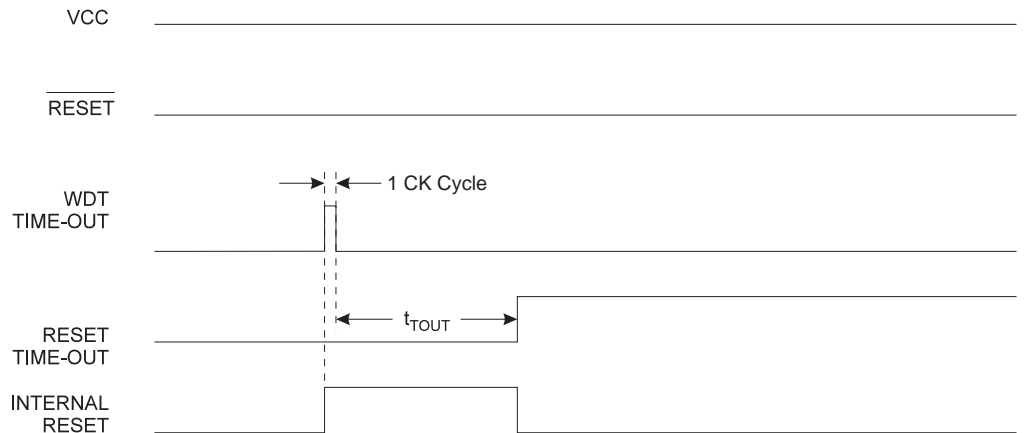 VCC
RESET
1 CK Cycle
WDT
TIME-OUT
tTOUT
RESET
TIME-OUT
INTERNAL
RESET